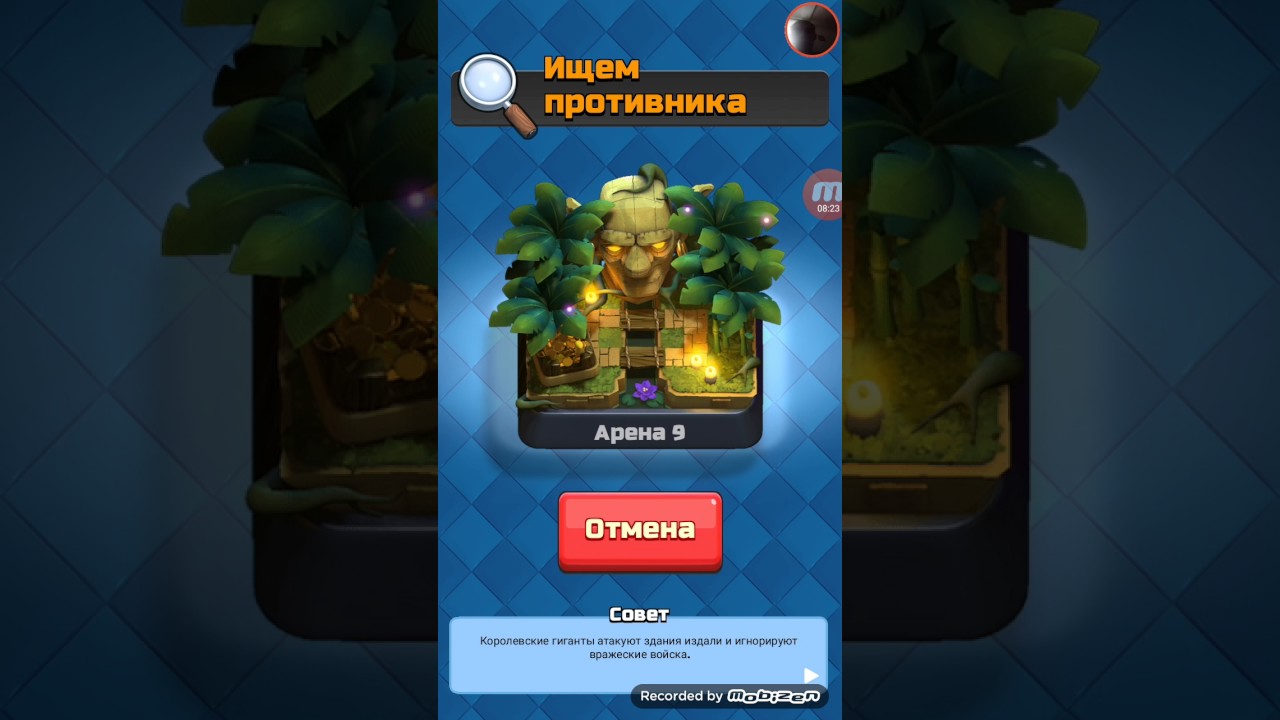 Ищем
противника
m
08:23
Арена 9
Отмена
Совет
Королевские гиганты атакуют здания издали и игнорируют
вражеские войска.
Recorded by mobizen